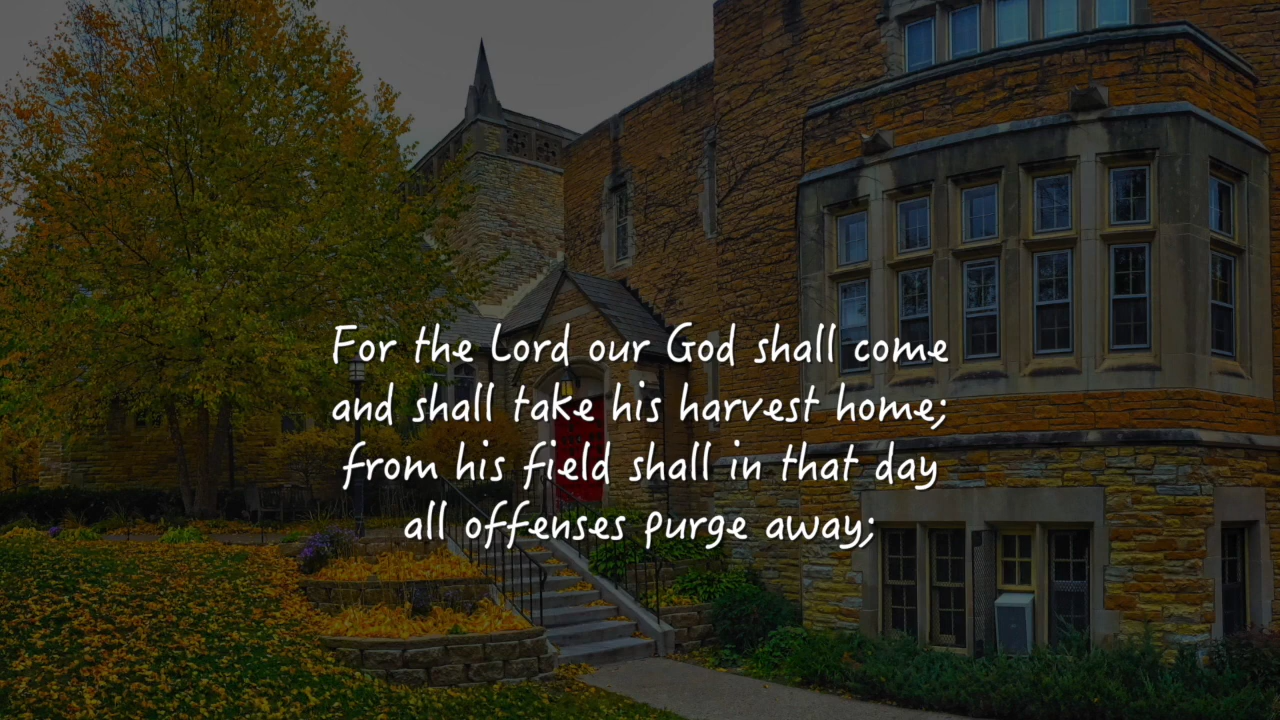 For the Lord our God shall come
and shall take his harvest home;
from his field shall in that day
all offenses purge away;